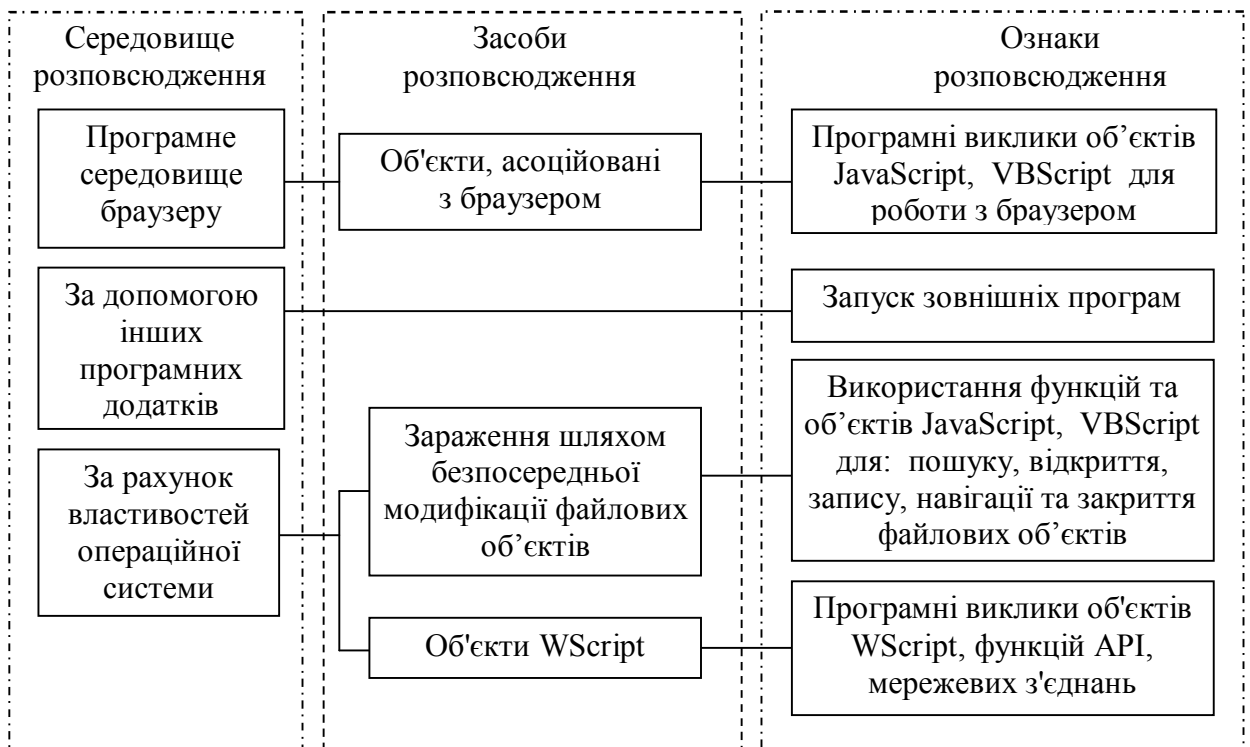 Середовище
розповсюдження
Засоби
розповсюдження
Ознаки
розповсюдження
Програмне
середовище
браузеру
Об'єкти, асоційовані
з браузером
Програмні виклики об’єктів
JavaScript, VBScript для
роботи з браузером
За допомогою
інших
програмних
додатків
Запуск зовнішніх програм
За рахунок
властивостей
операційної
системи
Зараження шляхом
безпосередньої
модифікації файлових
об’єктів
Використання функцій та
об’єктів JavaScript, VBScript
для: пошуку, відкриття,
запису, навігації та закриття
файлових об’єктів
Об'єкти WScript
Програмні виклики об'єктів
WScript, функцій API,
мережевих з'єднань